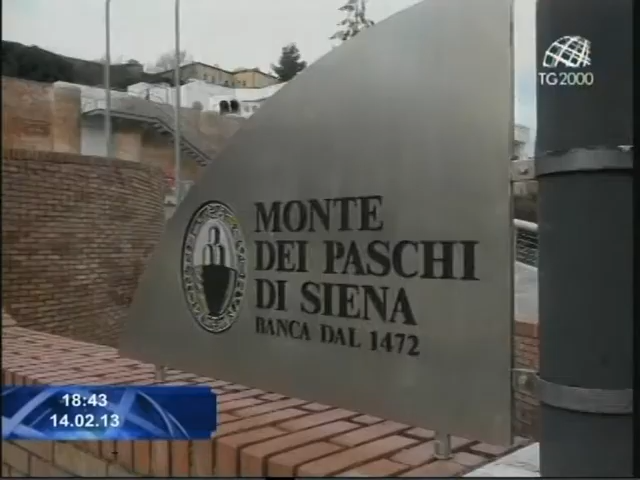 TG2000
MONTE
DEI PASCHI
DI SIENA
BANCA DAL 1472
18:43
14.02.13